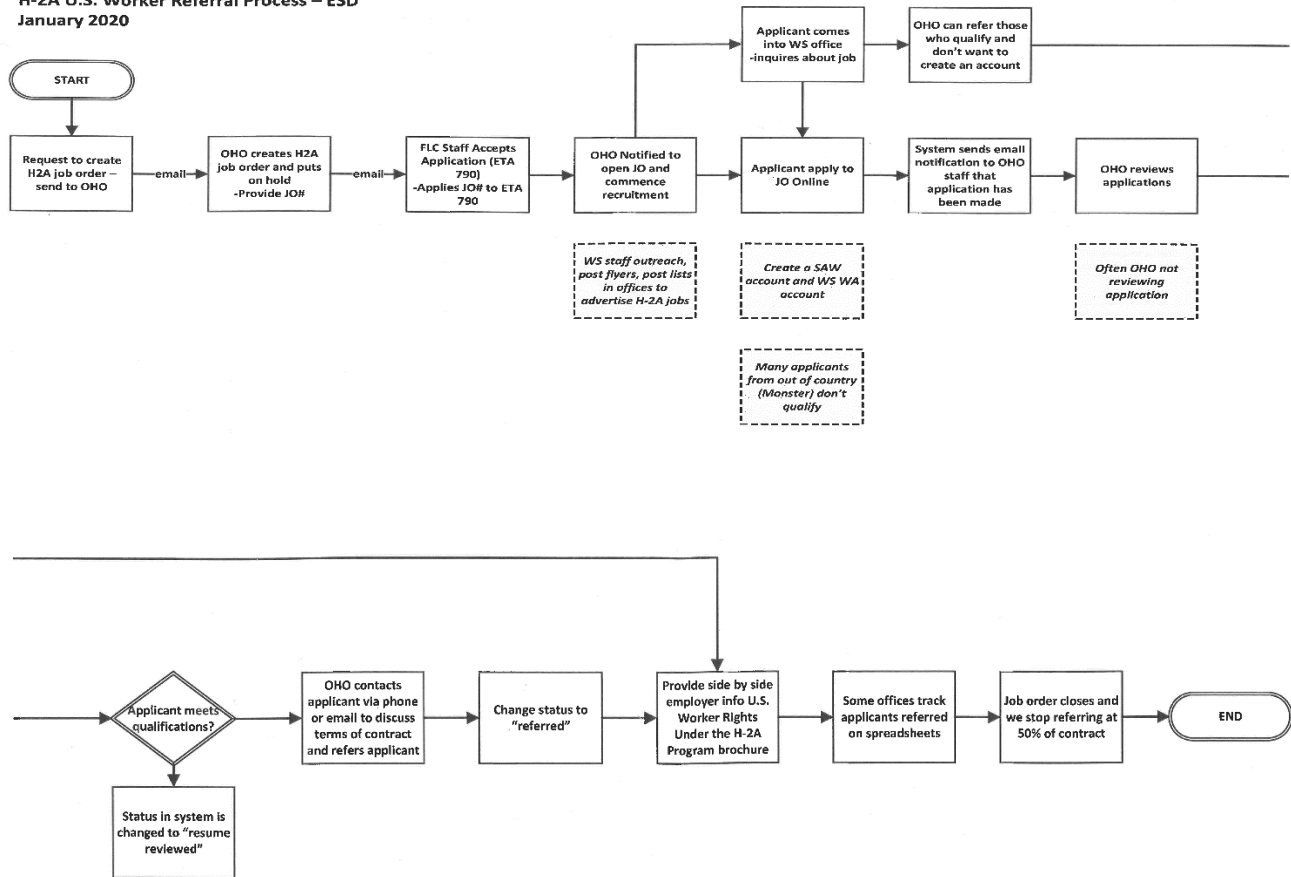 H-2A U.S. Worker Referral Process – ESD
January 2020
START
Request to create
H2A job order –
send to OHO
email
OHO creates H2A
job order and puts
on hold
-Provide JO#
email
FLC Staff Accepts
Application (ETA
790)
-Applies JO# to ETA
790
OHO Notified to
open JO and
commence
recruitment
WS staff outreach,
post flyers, post lists
in offices to
advertise H-2A jobs
Applicant comes
into WS office
-inquires about job
OHO can refer those
who qualify and
don't want to
create an account
Applicant apply to
JO Online
Create a SAW
account and WS WA
account
Many applicants
from out of country
(Monster) don't
qualify
System sends email
notification to OHO
staff that
application has
been made
OHO reviews
applications
Often OHO not
reviewing
application
Applicant meets
qualifications?
Status in system is
changed to "resume
reviewed"
OHO contacts
applicant via phone
or email to discuss
terms of contract
and refers applicant
Change status to
"referred"
Provide side by side
employer info U.S.
Worker Rights
Under the H-2A
Program brochure
Some offices track
applicants referred
on spreadsheets
Job order closes and
we stop referring at
50% of contract
END